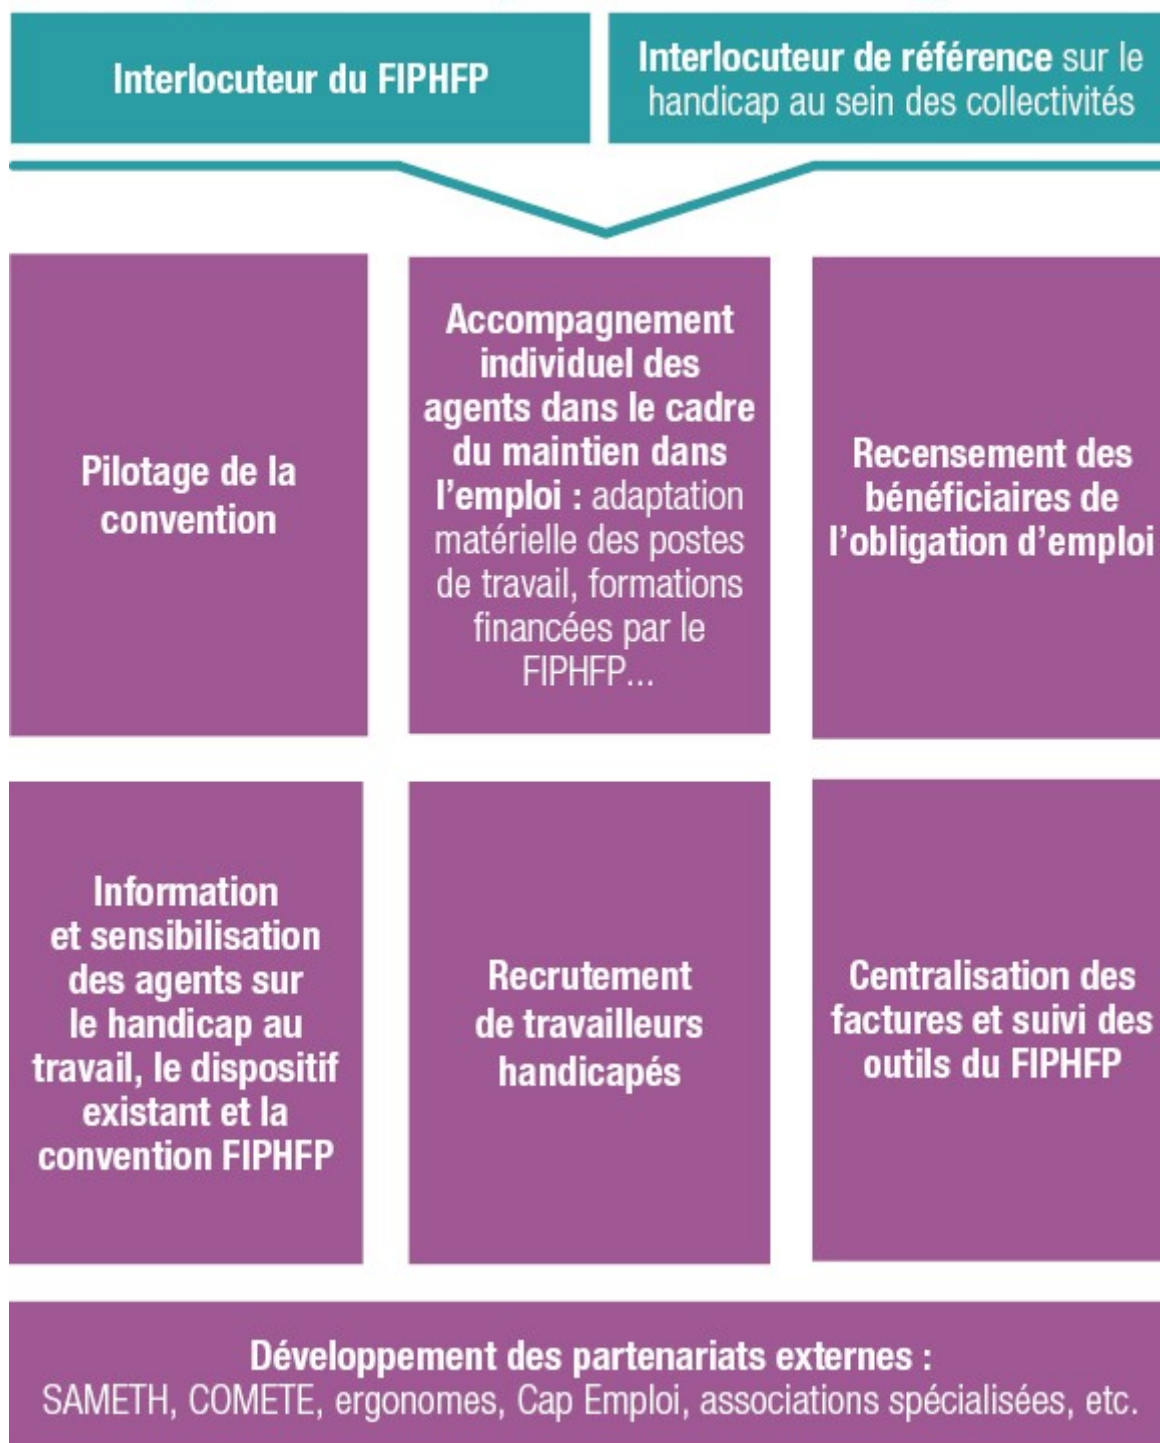 Interlocuteur du FIPHFP
Interlocuteur de référence sur le
handicap au sein des collectivités
Pilotage de la
convention
Accompagnement
individuel des
agents dans le cadre
du maintien dans
l’emploi : adaptation
matérielle des postes
de travail, formations
financées par le
FIPHFP...
Recensement des
bénéficiaires de
l’obligation d’emploi
Information
et sensibilisation
des agents sur
le handicap au
travail, le dispositif
existant et la
convention FIPHFP
Recrutement
de travailleurs
handicapés
Centralisation des
factures et suivi des
outils du FIPHFP
Développement des partenariats externes :
SAMETH, COMETE, ergonomes, Cap Emploi, associations spécialisées, etc.